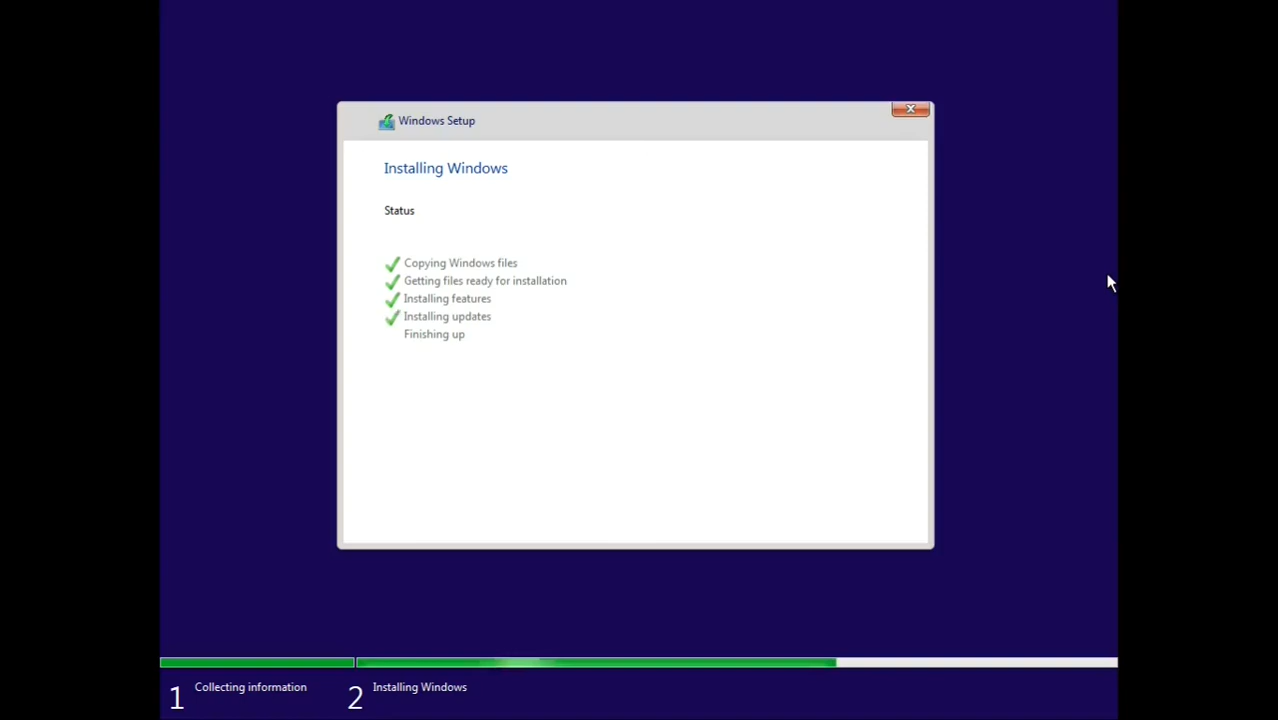 Windows Setup
Installing Windows
Status
Copying Windows files
Getting files ready for installation
Installing features
Installing updates
Finishing up
1 Collecting information
2 Installing Windows